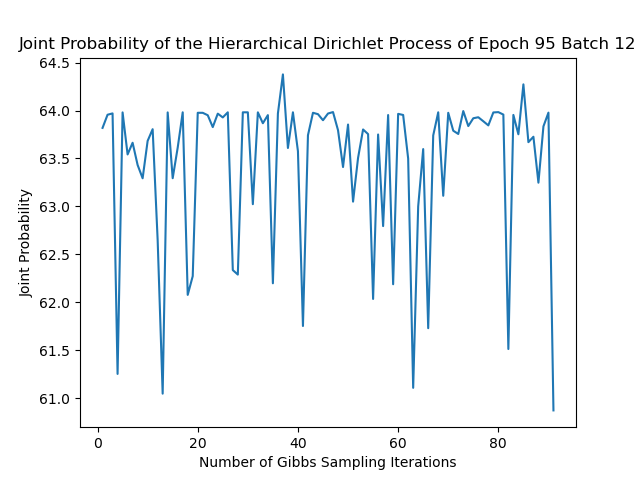 Joint Probability of the Hierarchical Dirichlet Process of Epoch 95 Batch 12
64.5
64.0
63.5
63.0
62.5
62.0
61.5
61.0
Joint Probability
0 20 40 60 80
Number of Gibbs Sampling Iterations